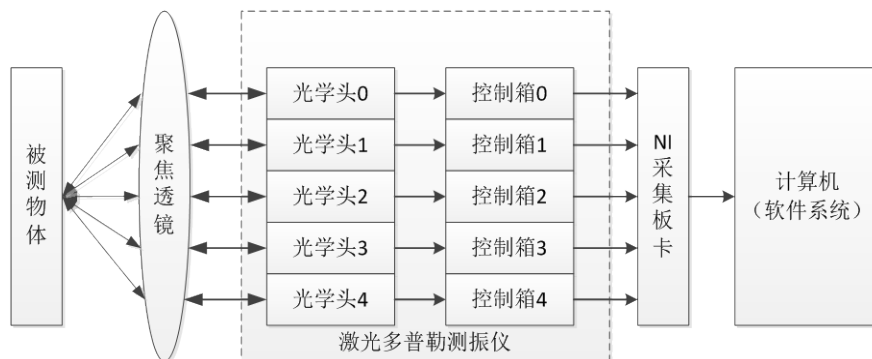 被测物体
聚焦透镜
光学头0
控制箱0
光学头1
控制箱1
光学头2
控制箱2
光学头3
控制箱3
光学头4
控制箱4
激光多普勒测振仪
NI
采集板卡
计算机
（软件系统）